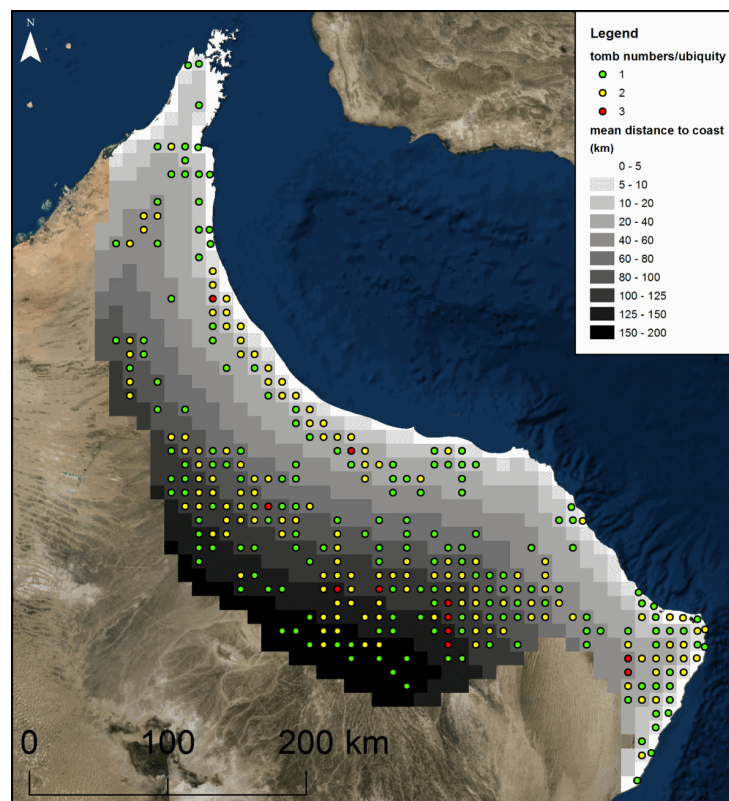 N
Legend
tomb numbers/ubiquity
1
2
3
mean distance to coast
(km)
0 - 5
5 - 10
10 - 20
20 - 40
40 - 60
60 - 80
80 - 100
100 - 125
125 - 150
150 - 200
0 100 200 km